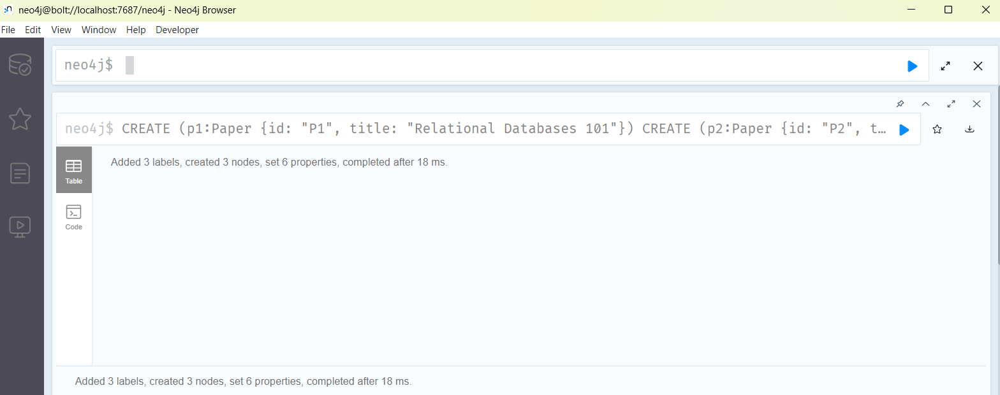 neo4j@bolt://localhost:7687/neo4j - Neo4j Browser
File Edit View Window Help Developer
neo4j$
neo4j$ CREATE (p1:Paper {id: "P1", title: "Relational Databases 101"}) CREATE (p2:Paper {id: "P2", t…
Added 3 labels, created 3 nodes, set 6 properties, completed after 18 ms.
Table
Code
Added 3 labels, created 3 nodes, set 6 properties, completed after 18 ms.